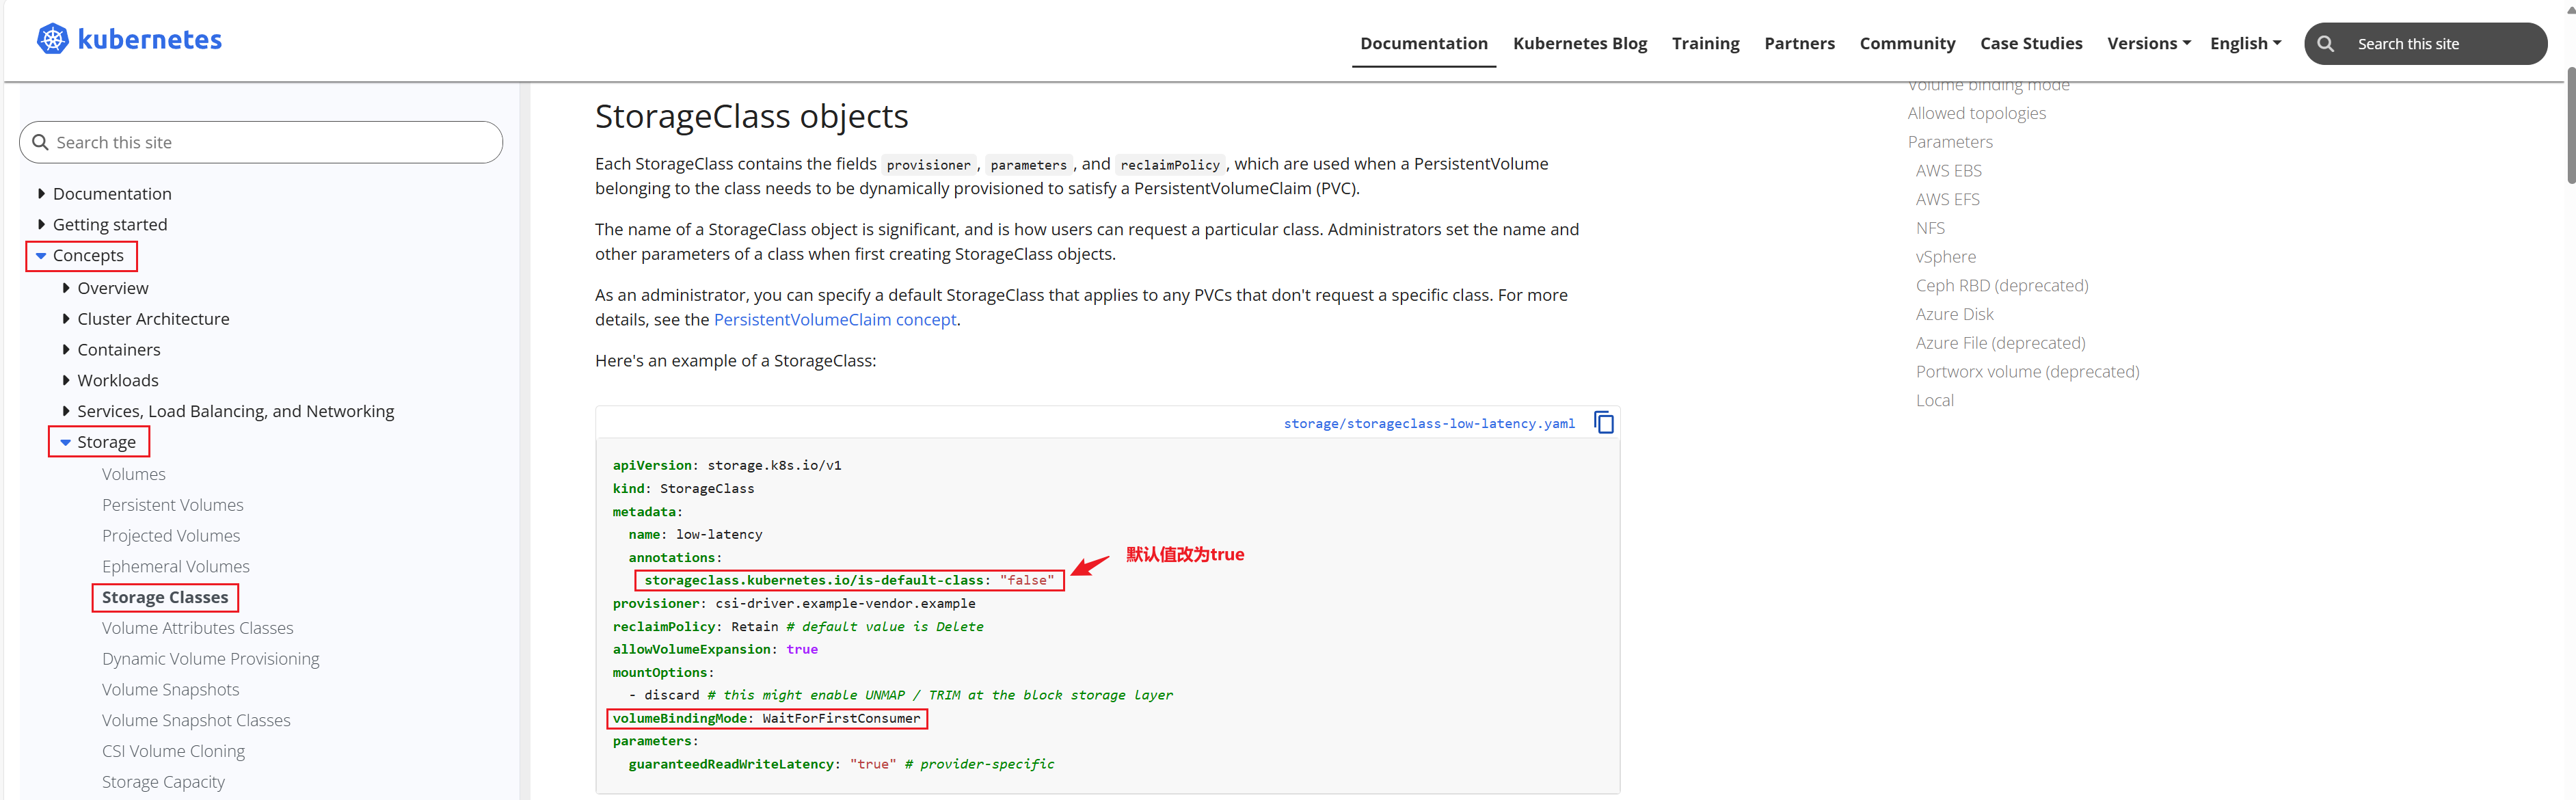 kubernetes
Documentation
Kubernetes Blog
Training
Partners
Community
Case Studies
Versions
English
Search this site
Search this site
Documentation
Getting started
Concepts
Overview
Cluster Architecture
Containers
Workloads
Services, Load Balancing, and Networking
Storage
Volumes
Persistent Volumes
Projected Volumes
Ephemeral Volumes
Storage Classes
Volume Attributes Classes
Dynamic Volume Provisioning
Volume Snapshots
Volume Snapshot Classes
CSI Volume Cloning
Storage Capacity
StorageClass objects
Each StorageClass contains the fields provisioner, parameters, and reclaimPolicy, which are used when a PersistentVolume
belonging to the class needs to be dynamically provisioned to satisfy a PersistentVolumeClaim (PVC).
The name of a StorageClass object is significant, and is how users can request a particular class. Administrators set the name and
other parameters of a class when first creating StorageClass objects.
As an administrator, you can specify a default StorageClass that applies to any PVCs that don't request a specific class. For more
details, see the PersistentVolumeClaim concept.
Here's an example of a StorageClass:
storage/storageclass-low-latency.yaml
apiVersion: storage.k8s.io/v1
kind: StorageClass
metadata:
  name: low-latency
  annotations:
    storageclass.kubernetes.io/is-default-class: "false"
默认值改为true
provisioner: csi-driver.example-vendor.example
reclaimPolicy: Retain # default value is Delete
allowVolumeExpansion: true
mountOptions:
  - discard # this might enable UNMAP / TRIM at the block storage layer
volumeBindingMode: WaitForFirstConsumer
parameters:
  guaranteedReadWriteLatency: "true" # provider-specific
Volume binding mode
Allowed topologies
Parameters
AWS EBS
AWS EFS
NFS
vSphere
Ceph RBD (deprecated)
Azure Disk
Azure File (deprecated)
Portworx volume (deprecated)
Local